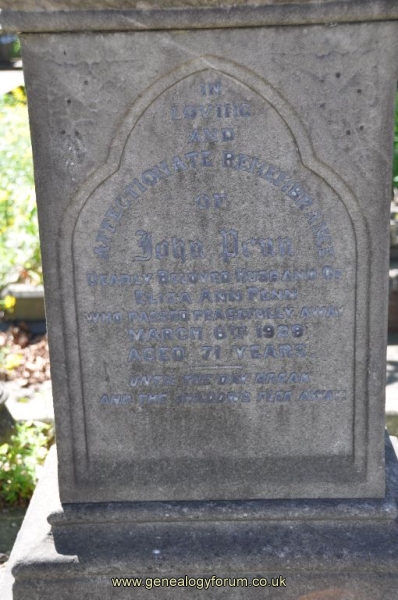 IN
LOVING
AND
AFFECTIONATE REMEMBRANCE
OF
John Penn
DEARLY BELOVED HUSBAND OF
ELIZA ANN PENN
WHO PASSED PEACEFULLY AWAY
MARCH 6TH 1908
AGED 71 YEARS.
UNTIL THE DAY BREAK
AND THE SHADOWS FLEE AWAY.
www.genealogyforum.co.uk